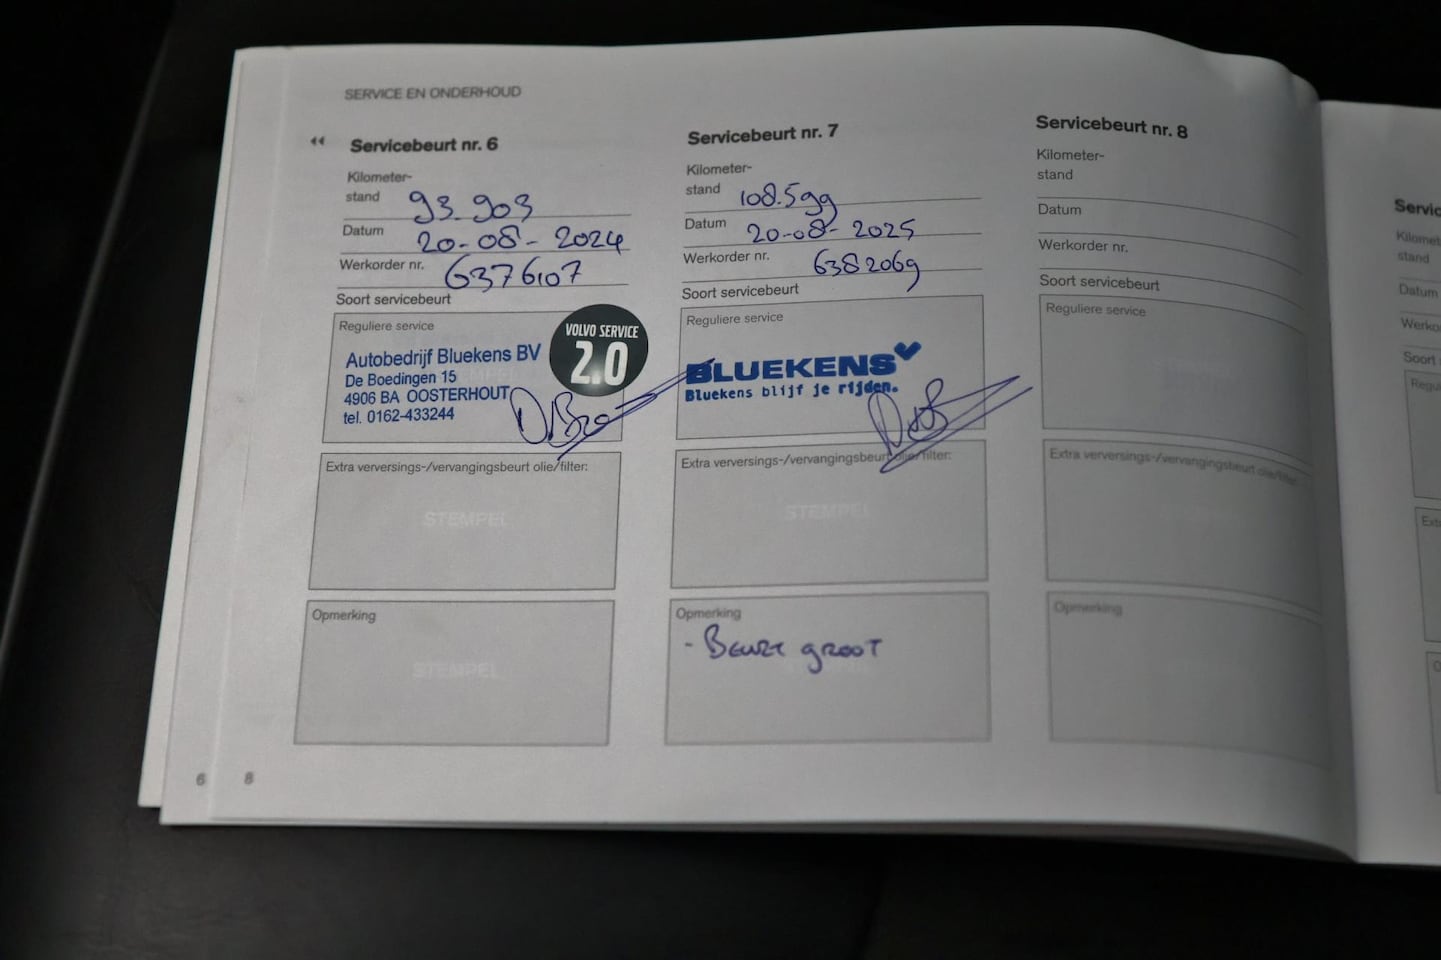 SERVICE EN ONDERHOUD
Servicebeurt nr. 6
Kilometer-
stand 93.903
Datum 20-08-2024
Werkorder nr. 6376107
Soort servicebeurt
Reguliere service
Autobedrijf Bluekens BV
De Boedingen 15
4906 BA OOSTERHOUT
tel. 0162-433244
VOLVO SERVICE
2.0
Extra verversings-/vervangingsbeurt olie/filter:
STEMPEL
Opmerking
STEMPEL
Servicebeurt nr. 7
Kilometer-
stand 108.599
Datum 20-08-2025
Werkorder nr. 6382069
Soort servicebeurt
Reguliere service
BLUEKENS
Bluekens blijf je rijden.
Extra verversings-/vervangingsbeurt olie/filter:
STEMPEL
Opmerking
- Beurt groot
Servicebeurt nr. 8
Kilometer-
stand
Datum
Werkorder nr.
Soort servicebeurt
Reguliere service
Extra verversings-/vervangingsbeurt olie/filter:
Opmerking
6
8
stand
Datum
Soort